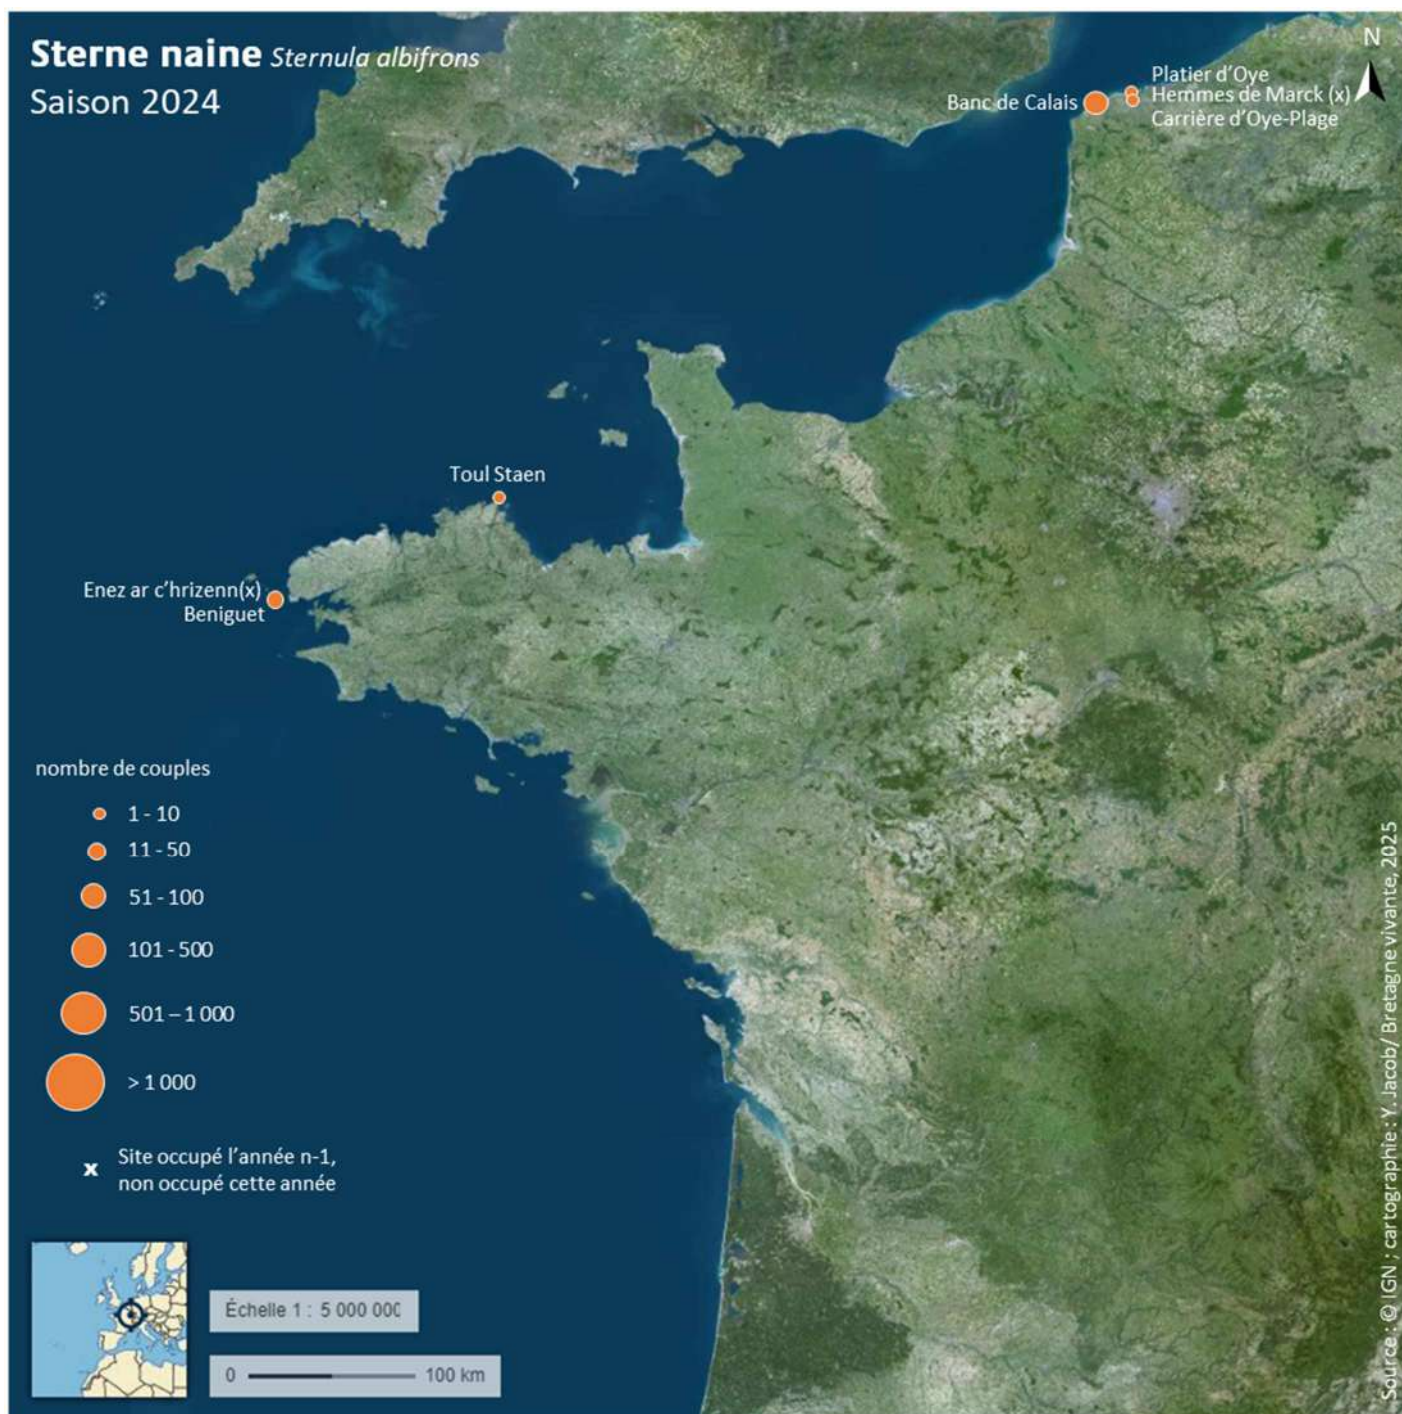 Sterne naine Sternula albifrons
Saison 2024
N
Platier d'Oye
Banc de Calais
Hemmes de Marck (x)
Carrière d'Oye-Plage
Toul Staen
Enez ar c'hrizenn(x)
Beniguet
nombre de couples
1 - 10
11 - 50
51 - 100
101 - 500
501 – 1 000
> 1 000
x Site occupé l'année n-1,
non occupé cette année
Échelle 1 : 5 000 000
0 100 km
Source : © IGN ; cartographie : Y. Jacob/ Bretagne vivante, 2025